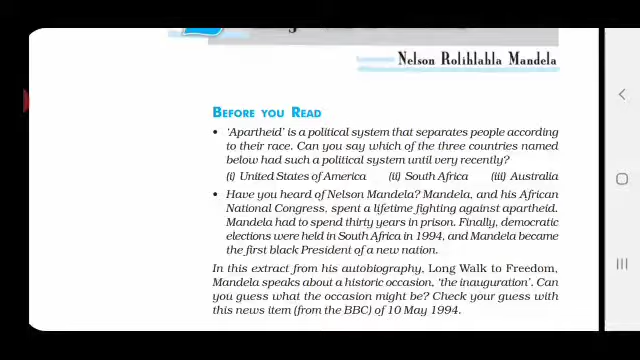 Nelson Rolihlahla Mandela
BEFORE YOU READ
• 'Apartheid' is a political system that separates people according
to their race. Can you say which of the three countries named
below had such a political system until very recently?
(i) United States of America (ii) South Africa (iii) Australia
• Have you heard of Nelson Mandela? Mandela, and his African
National Congress, spent a lifetime fighting against apartheid.
Mandela had to spend thirty years in prison. Finally, democratic
elections were held in South Africa in 1994, and Mandela became
the first black President of a new nation.
In this extract from his autobiography, Long Walk to Freedom,
Mandela speaks about a historic occasion, 'the inauguration'. Can
you guess what the occasion might be? Check your guess with
this news item (from the BBC) of 10 May 1994.